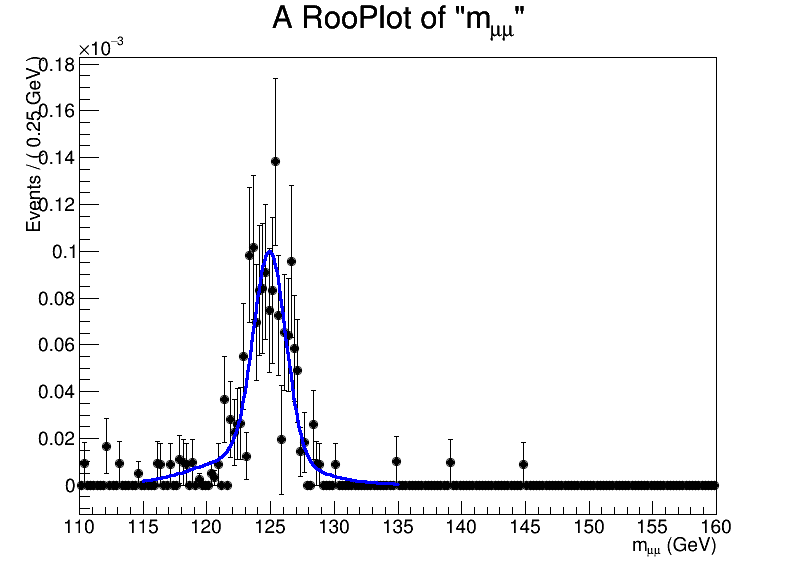 A RooPlot of "mμμ"
×10−3
Events / ( 0.25 GeV )
0.18
0.16
0.14
0.12
0.1
0.08
0.06
0.04
0.02
0
110 115 120 125 130 135 140 145 150 155 160
mμμ (GeV)